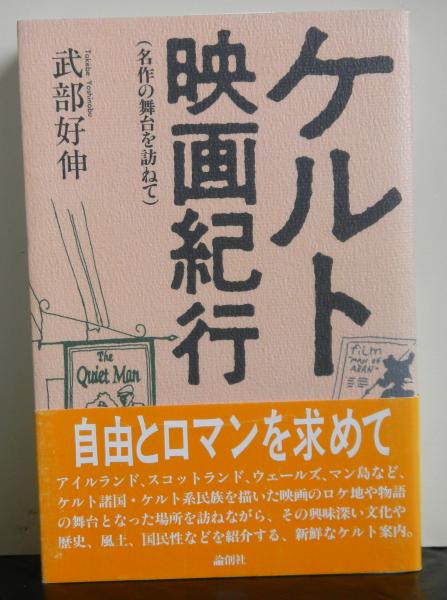 ケルト
映画紀行
(名作の舞台を訪ねて)
Takebe Yoshinobu
武部好伸
The
Quiet Man
film
"MAN OF
ARAN"
自由とロマンを求めて
アイルランド、スコットランド、ウェールズ、マン島など、
ケルト諸国・ケルト系民族を描いた映画のロケ地や物語
の舞台となった場所を訪ねながら、その興味深い文化や
歴史、風土、国民性などを紹介する、新鮮なケルト案内。
論創社